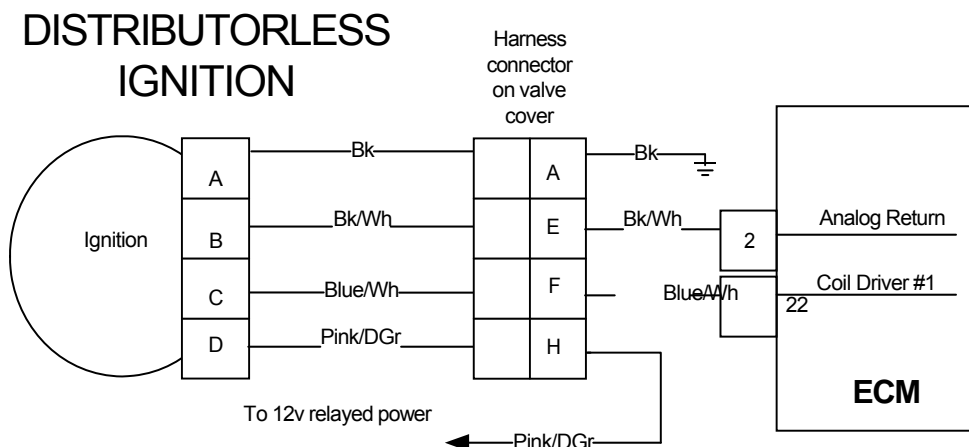 DISTRIBUTORLESS
IGNITION
Harness
connector
on valve
cover
Ignition
A
Bk
A
Bk
B
Bk/Wh
E
Bk/Wh
2
Analog Return
C
Blue/Wh
F
Blue/Wh
22
Coil Driver #1
D
Pink/DGr
H
ECM
To 12v relayed power
Pink/DGr